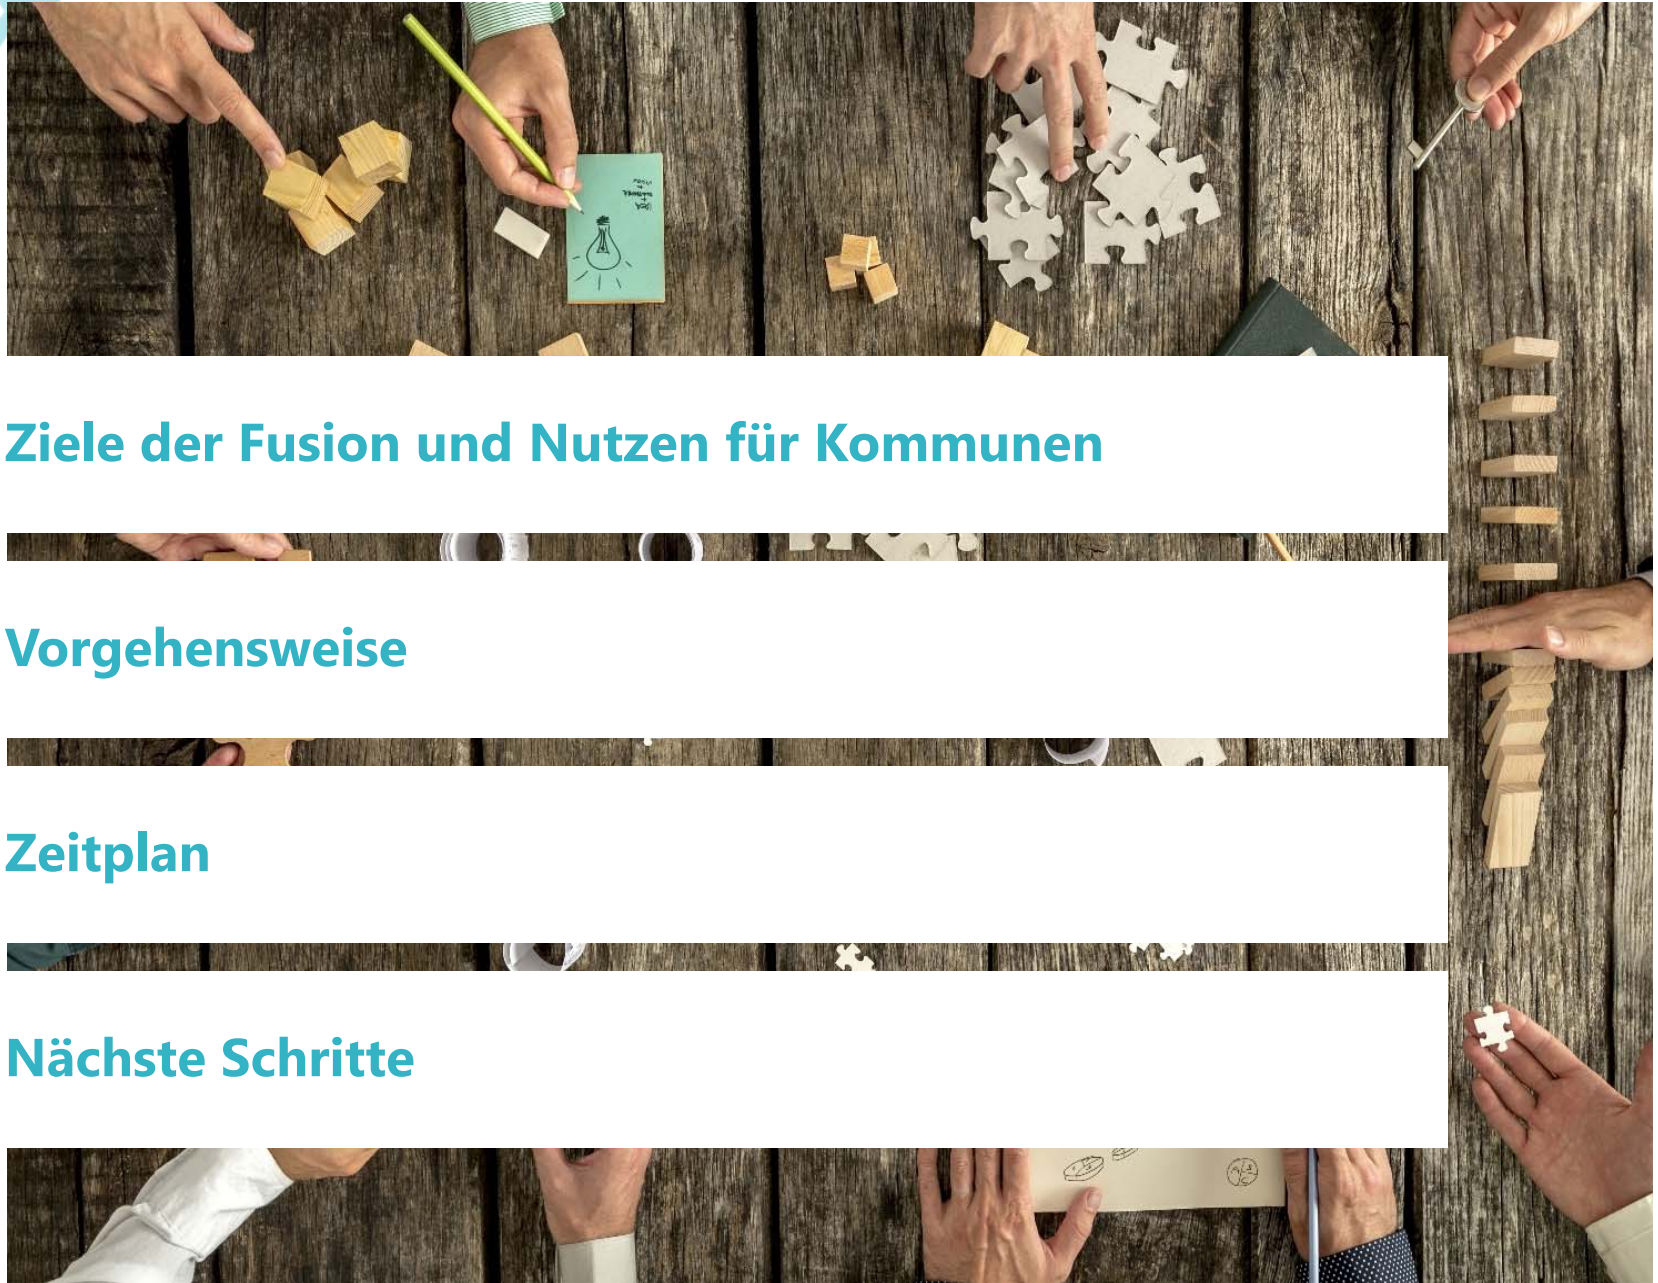 Ziele der Fusion und Nutzen für Kommunen
Vorgehensweise
Zeitplan
Nächste Schritte